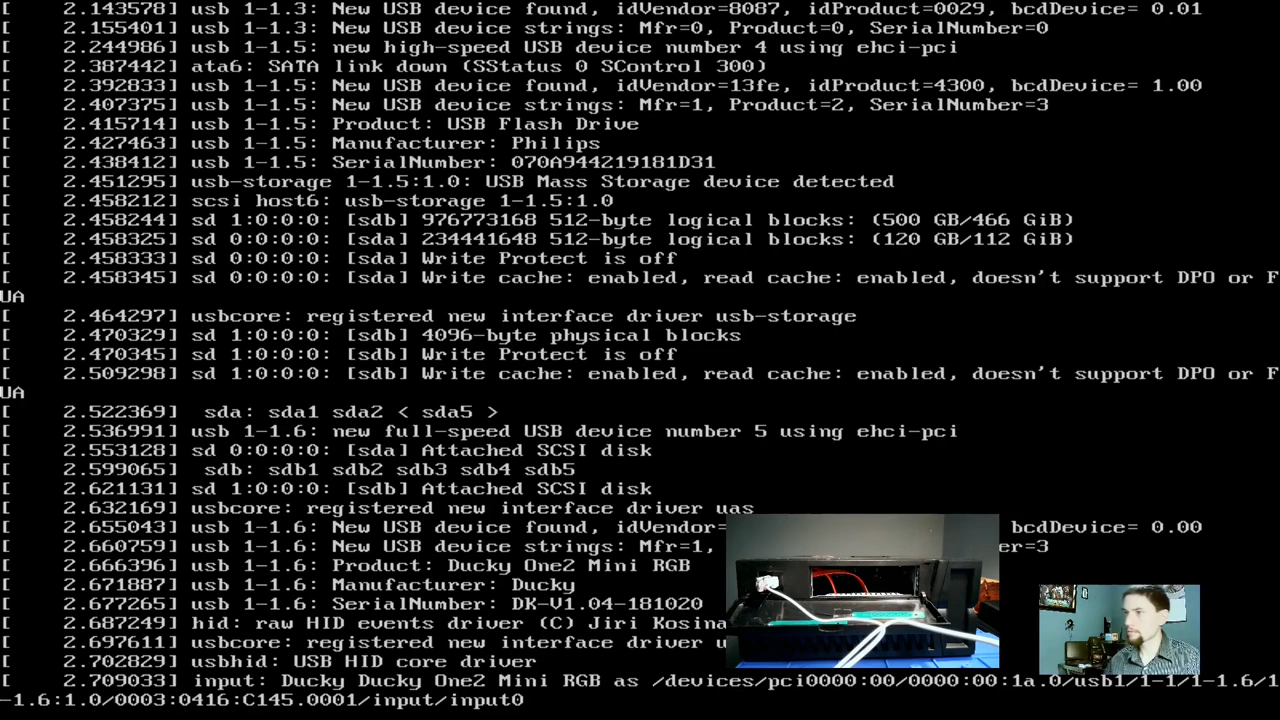 [    2.143578] usb 1-1.3: New USB device found, idVendor=8087, idProduct=0029, bcdDevice= 0.01
[    2.155401] usb 1-1.3: New USB device strings: Mfr=0, Product=0, SerialNumber=0
[    2.244986] usb 1-1.5: new high-speed USB device number 4 using ehci-pci
[    2.387442] ata6: SATA link down (SStatus 0 SControl 300)
[    2.392833] usb 1-1.5: New USB device found, idVendor=13fe, idProduct=4300, bcdDevice= 1.00
[    2.407375] usb 1-1.5: New USB device strings: Mfr=1, Product=2, SerialNumber=3
[    2.415714] usb 1-1.5: Product: USB Flash Drive
[    2.427463] usb 1-1.5: Manufacturer: Philips
[    2.438412] usb 1-1.5: SerialNumber: 070A944219181D31
[    2.451295] usb-storage 1-1.5:1.0: USB Mass Storage device detected
[    2.458212] scsi host6: usb-storage 1-1.5:1.0
[    2.458244] sd 1:0:0:0: [sdb] 976773168 512-byte logical blocks: (500 GB/466 GiB)
[    2.458325] sd 0:0:0:0: [sda] 234441648 512-byte logical blocks: (120 GB/112 GiB)
[    2.458333] sd 0:0:0:0: [sda] Write Protect is off
[    2.458345] sd 0:0:0:0: [sda] Write cache: enabled, read cache: enabled, doesn't support DPO or F
UA
[    2.464297] usbcore: registered new interface driver usb-storage
[    2.470329] sd 1:0:0:0: [sdb] 4096-byte physical blocks
[    2.470345] sd 1:0:0:0: [sdb] Write Protect is off
[    2.509298] sd 1:0:0:0: [sdb] Write cache: enabled, read cache: enabled, doesn't support DPO or F
UA
[    2.522369]  sda: sda1 sda2 < sda5 >
[    2.536991] usb 1-1.6: new full-speed USB device number 5 using ehci-pci
[    2.553128] sd 0:0:0:0: [sda] Attached SCSI disk
[    2.599065]  sdb: sdb1 sdb2 sdb3 sdb4 sdb5
[    2.621131] sd 1:0:0:0: [sdb] Attached SCSI disk
[    2.632169] usbcore: registered new interface driver uas
[    2.655043] usb 1-1.6: New USB device found, idVendor= bcdDevice= 0.00
[    2.660759] usb 1-1.6: New USB device strings: Mfr=1, =3
[    2.666396] usb 1-1.6: Product: Ducky One2 Mini RGB
[    2.671887] usb 1-1.6: Manufacturer: Ducky
[    2.677265] usb 1-1.6: SerialNumber: DK-V1.04-181020
[    2.687249] hid: raw HID events driver (C) Jiri Kosina
[    2.697611] usbcore: registered new interface driver
[    2.702829] usbhid: USB HID core driver
[    2.709033] input: Ducky Ducky One2 Mini RGB as /devices/pci0000:00/0000:00:1a.0/usb1/1-1/1-1.6/1
-1.6:1.0/0003:0416:C145.0001/input/input0